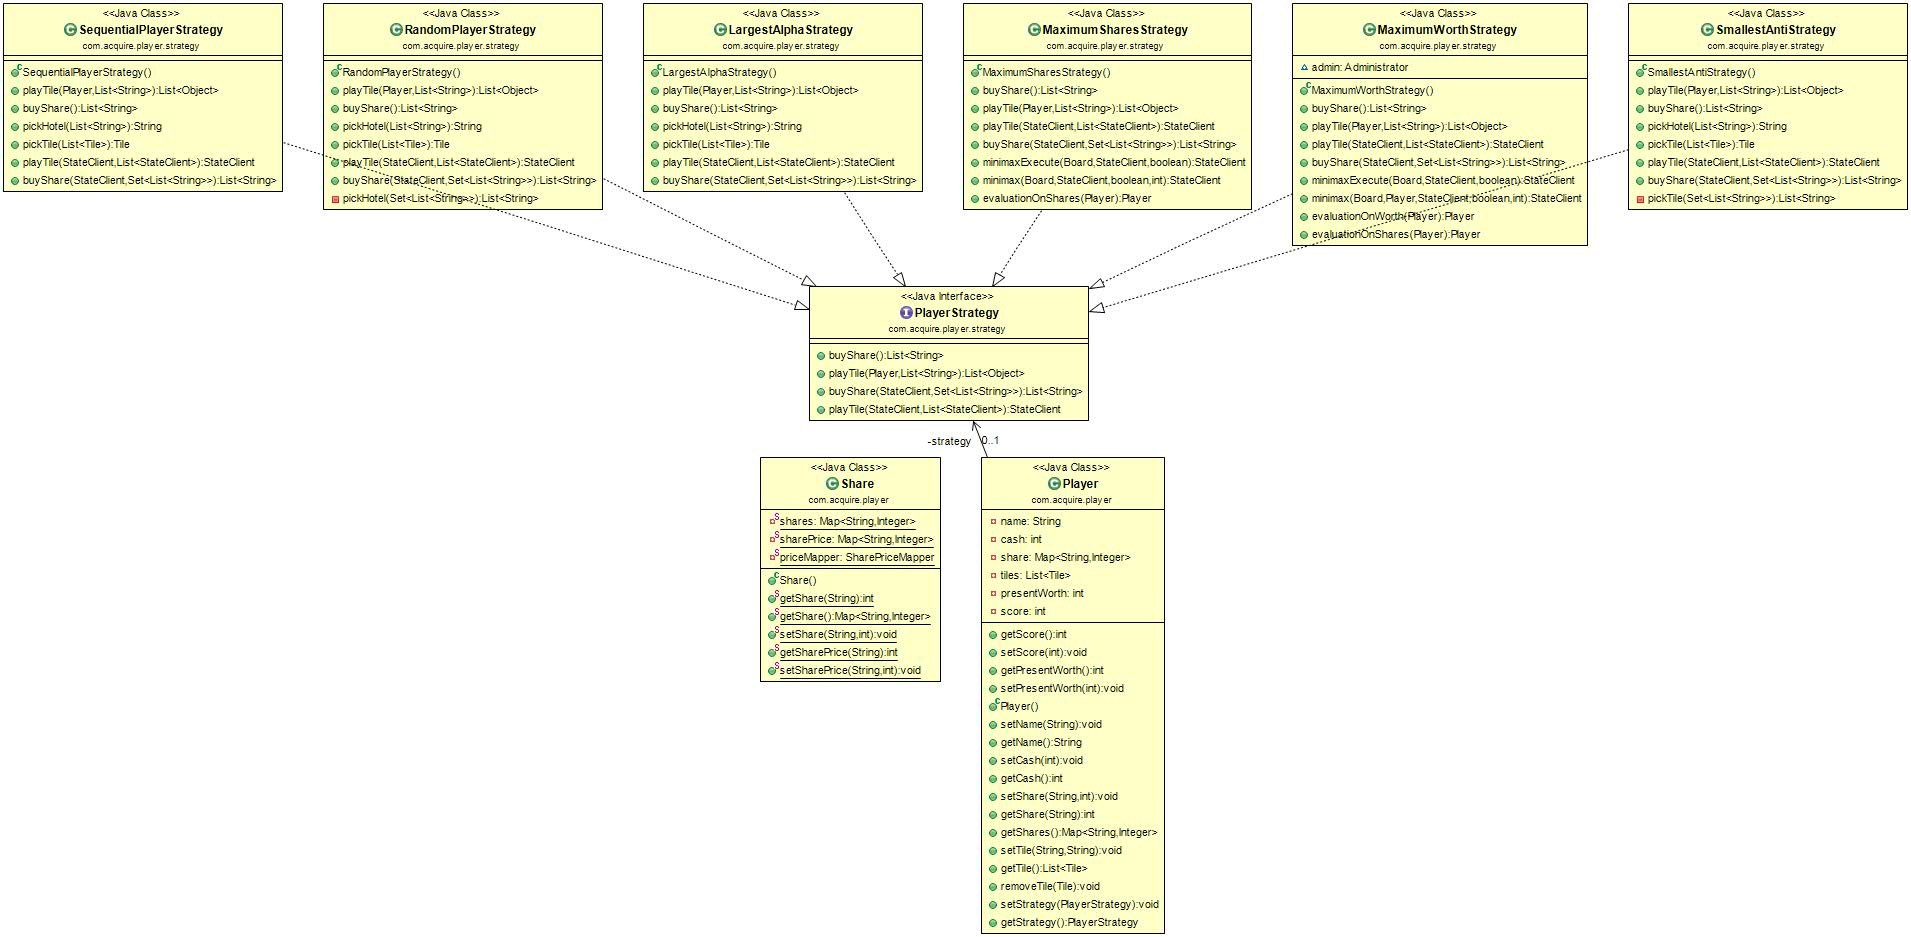 <<Java Class>>
SequentialPlayerStrategy
com.acquire.player.strategy
SequentialPlayerStrategy()
playTile(Player,List<String>):List<Object>
buyShare():List<String>
pickHotel(List<String>):String
pickTile(List<Tile>):Tile
playTile(StateClient,List<StateClient>):StateClient
buyShare(StateClient,Set<List<String>>):List<String>
<<Java Class>>
RandomPlayerStrategy
com.acquire.player.strategy
RandomPlayerStrategy()
playTile(Player,List<String>):List<Object>
buyShare():List<String>
pickHotel(List<String>):String
pickTile(List<Tile>):Tile
playTile(StateClient,List<StateClient>):StateClient
buyShare(StateClient,Set<List<String>>):List<String>
pickHotel(Set<List<String>>):List<String>
<<Java Class>>
LargestAlphaStrategy
com.acquire.player.strategy
LargestAlphaStrategy()
playTile(Player,List<String>):List<Object>
buyShare():List<String>
pickHotel(List<String>):String
pickTile(List<Tile>):Tile
playTile(StateClient,List<StateClient>):StateClient
buyShare(StateClient,Set<List<String>>):List<String>
<<Java Class>>
MaximumSharesStrategy
com.acquire.player.strategy
MaximumSharesStrategy()
buyShare():List<String>
playTile(Player,List<String>):List<Object>
playTile(StateClient,List<StateClient>):StateClient
buyShare(StateClient,Set<List<String>>):List<String>
minimaxExecute(Board,StateClient,boolean):StateClient
minimax(Board,StateClient,boolean,int):StateClient
evaluationOnShares(Player):Player
<<Java Class>>
MaximumWorthStrategy
com.acquire.player.strategy
admin: Administrator
MaximumWorthStrategy()
buyShare():List<String>
playTile(Player,List<String>):List<Object>
playTile(StateClient,List<StateClient>):StateClient
buyShare(StateClient,Set<List<String>>):List<String>
minimaxExecute(Board,StateClient,boolean):StateClient
minimax(Board,Player,StateClient,boolean,int):StateClient
evaluationOnWorth(Player):Player
evaluationOnShares(Player):Player
<<Java Class>>
SmallestAntiStrategy
com.acquire.player.strategy
SmallestAntiStrategy()
playTile(Player,List<String>):List<Object>
buyShare():List<String>
pickHotel(List<String>):String
pickTile(List<Tile>):Tile
playTile(StateClient,List<StateClient>):StateClient
buyShare(StateClient,Set<List<String>>):List<String>
pickTile(Set<List<String>>):List<String>
<<Java Interface>>
PlayerStrategy
com.acquire.player.strategy
buyShare():List<String>
playTile(Player,List<String>):List<Object>
buyShare(StateClient,Set<List<String>>):List<String>
playTile(StateClient,List<StateClient>):StateClient
-strategy 0..1
<<Java Class>>
Share
com.acquire.player
shares: Map<String,Integer>
sharePrice: Map<String,Integer>
priceMapper: SharePriceMapper
Share()
getShare(String):int
getShare():Map<String,Integer>
setShare(String,int):void
getSharePrice(String):int
setSharePrice(String,int):void
<<Java Class>>
Player
com.acquire.player
name: String
cash: int
share: Map<String,Integer>
tiles: List<Tile>
presentWorth: int
score: int
getScore():int
setScore(int):void
getPresentWorth():int
setPresentWorth(int):void
Player()
setName(String):void
getName():String
setCash(int):void
getCash():int
setShare(String,int):void
getShare(String):int
getShares():Map<String,Integer>
setTile(String,String):void
getTile():List<Tile>
removeTile(Tile):void
setStrategy(PlayerStrategy):void
getStrategy():PlayerStrategy